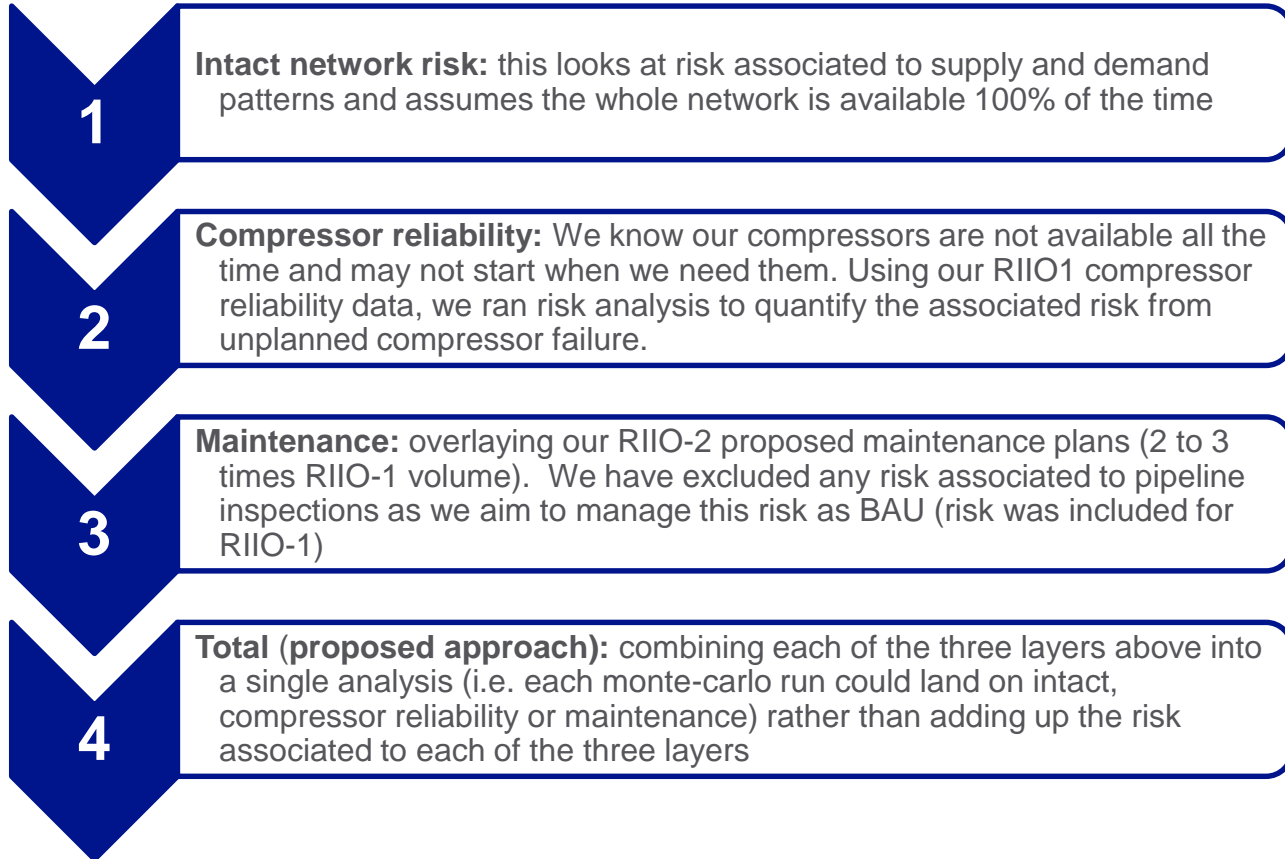 1
Intact network risk: this looks at risk associated to supply and demand
patterns and assumes the whole network is available 100% of the time
2
Compressor reliability: We know our compressors are not available all the
time and may not start when we need them. Using our RIIO1 compressor
reliability data, we ran risk analysis to quantify the associated risk from
unplanned compressor failure.
3
Maintenance: overlaying our RIIO-2 proposed maintenance plans (2 to 3
times RIIO-1 volume).  We have excluded any risk associated to pipeline
inspections as we aim to manage this risk as BAU (risk was included for
RIIO-1)
4
Total (proposed approach): combining each of the three layers above into
a single analysis (i.e. each monte-carlo run could land on intact,
compressor reliability or maintenance) rather than adding up the risk
associated to each of the three layers